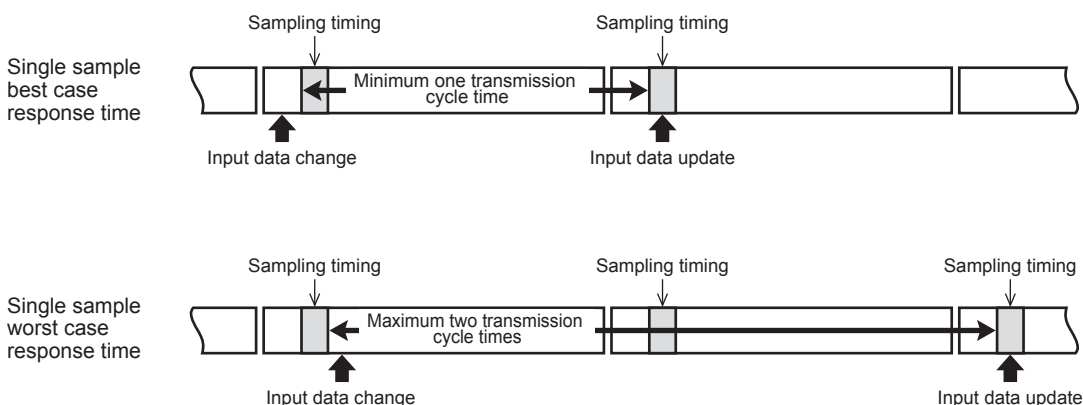 Sampling timing
Sampling timing
Single sample
best case
response time
Minimum one transmission
cycle time
Input data change
Input data update
Sampling timing
Sampling timing
Sampling timing
Single sample
worst case
response time
Maximum two transmission
cycle times
Input data change
Input data update